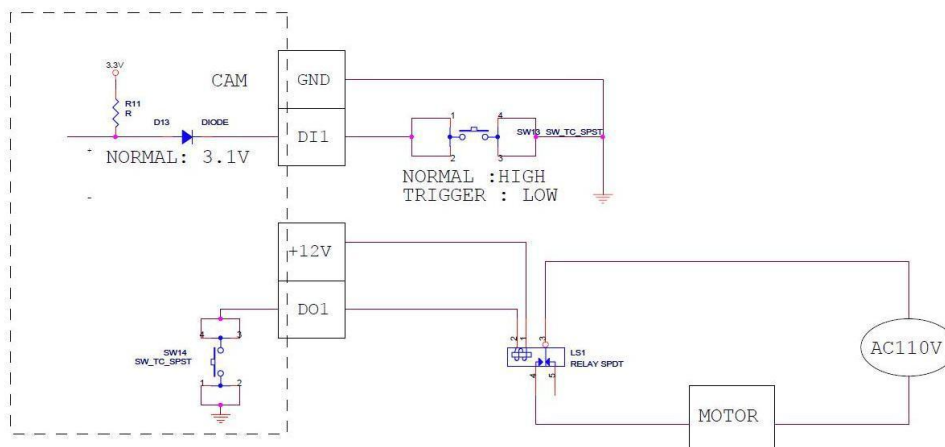 3.3V
CAM
GND
R11
R
D13
DIODE
DI1
1
4
SW13 SW_TC_SPST
+
NORMAL: 3.1V
2
3
NORMAL :HIGH
-
TRIGGER : LOW
+12V
DO1
4
3
2
1
3
SW14
SW_TC_SPST
LS1
RELAY SPDT
AC110V
1
2
4
5
MOTOR